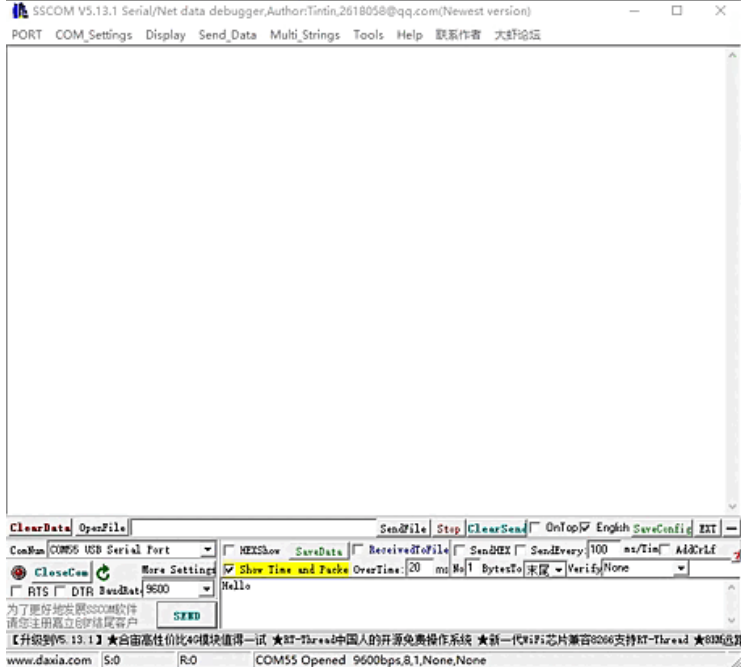 SSCOM V5.13.1 Serial/Net data debugger,Author:Tintin,2618058@qq.com(Newest version)
PORT COM_Settings Display Send_Data Multi_Strings Tools Help 联系作者 大虾论坛
ClearData OpenFile SendFile Stop ClearSend OnTop English SaveConfig EXT —
ComNum COM55 USB Serial Port HEXShow SaveData ReceivedToFile SendHEX SendEvery: 100 ms/Tim AddCrLf
CloseCom More Settings Show Time and Packe OverTime: 20 ms No 1 BytesTo 末尾 Verify None
RTS DTR BaudRat 9600 Hello
为了更好地发展SSCOM软件
请您注册嘉立创结尾客户
SEND
【升级到V5.13.1】★合宙高性价比4G模块值得一试 ★RT-Thread中国人的开源免费操作系统 ★新一代WiFi芯片兼容8266支持RT-Thread ★8KM远距
www.daxia.com S:0 R:0 COM55 Opened 9600bps,8,1,None,None